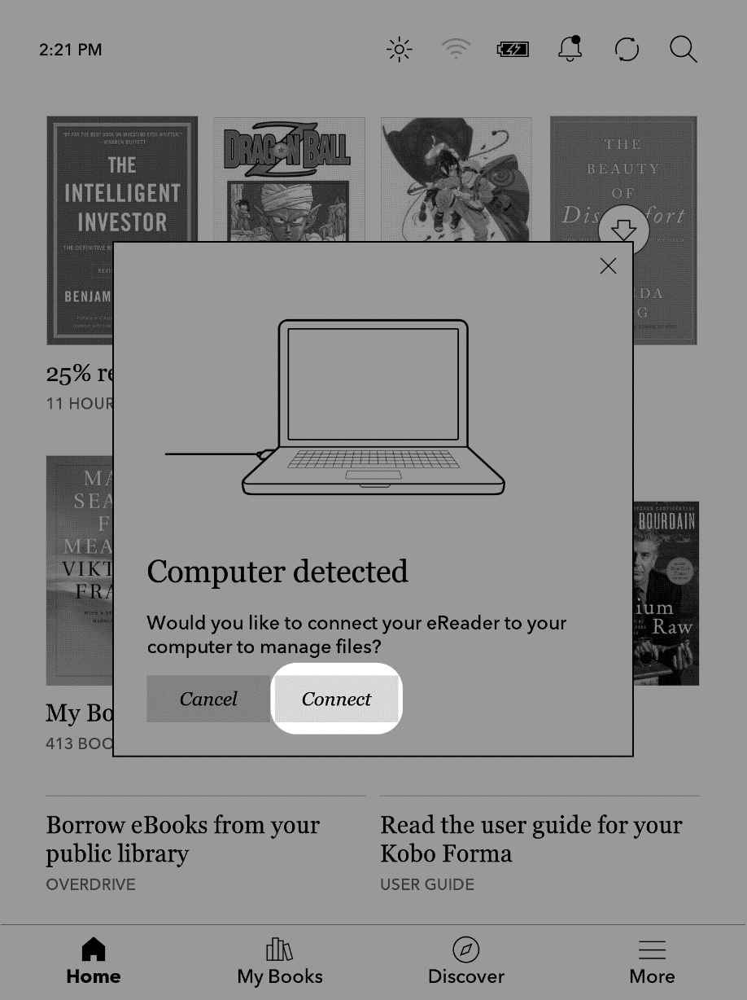 2:21 PM
"BY FAR THE BEST BOOK ON INVESTING EVER WRITTEN."
—WARREN BUFFETT
THE
INTELLIGENT
INVESTOR
THE DEFINITIVE B
REVI
BENJAM
DRAGON BALL
Z
THE
BEAUTY
OF
Dis fort
DA
G
25% re
11 HOUR
MA
SEA
F
MEA
VIKT
FRA
My Bo
413 BOO
BOURDAIN
ium
Raw
Computer detected
Would you like to connect your eReader to your
computer to manage files?
Cancel
Connect
Borrow eBooks from your
public library
OVERDRIVE
Read the user guide for your
Kobo Forma
USER GUIDE
Home
My Books
Discover
More